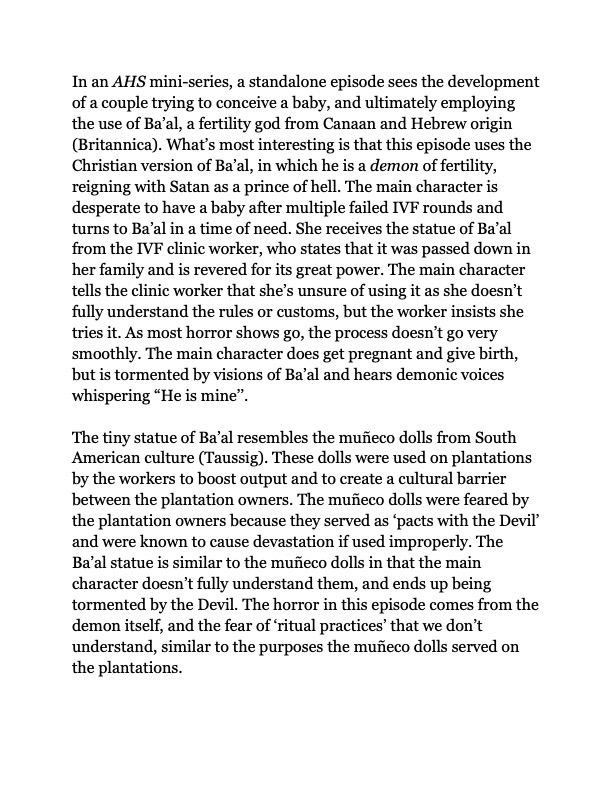 In an AHS mini-series, a standalone episode sees the development
of a couple trying to conceive a baby, and ultimately employing
the use of Ba’al, a fertility god from Canaan and Hebrew origin
(Britannica). What’s most interesting is that this episode uses the
Christian version of Ba’al, in which he is a demon of fertility,
reigning with Satan as a prince of hell. The main character is
desperate to have a baby after multiple failed IVF rounds and
turns to Ba’al in a time of need. She receives the statue of Ba’al
from the IVF clinic worker, who states that it was passed down in
her family and is revered for its great power. The main character
tells the clinic worker that she’s unsure of using it as she doesn’t
fully understand the rules or customs, but the worker insists she
tries it. As most horror shows go, the process doesn’t go very
smoothly. The main character does get pregnant and give birth,
but is tormented by visions of Ba’al and hears demonic voices
whispering “He is mine”.
The tiny statue of Ba’al resembles the muñeco dolls from South
American culture (Taussig). These dolls were used on plantations
by the workers to boost output and to create a cultural barrier
between the plantation owners. The muñeco dolls were feared by
the plantation owners because they served as ‘pacts with the Devil’
and were known to cause devastation if used improperly. The
Ba’al statue is similar to the muñeco dolls in that the main
character doesn’t fully understand them, and ends up being
tormented by the Devil. The horror in this episode comes from the
demon itself, and the fear of ‘ritual practices’ that we don’t
understand, similar to the purposes the muñeco dolls served on
the plantations.